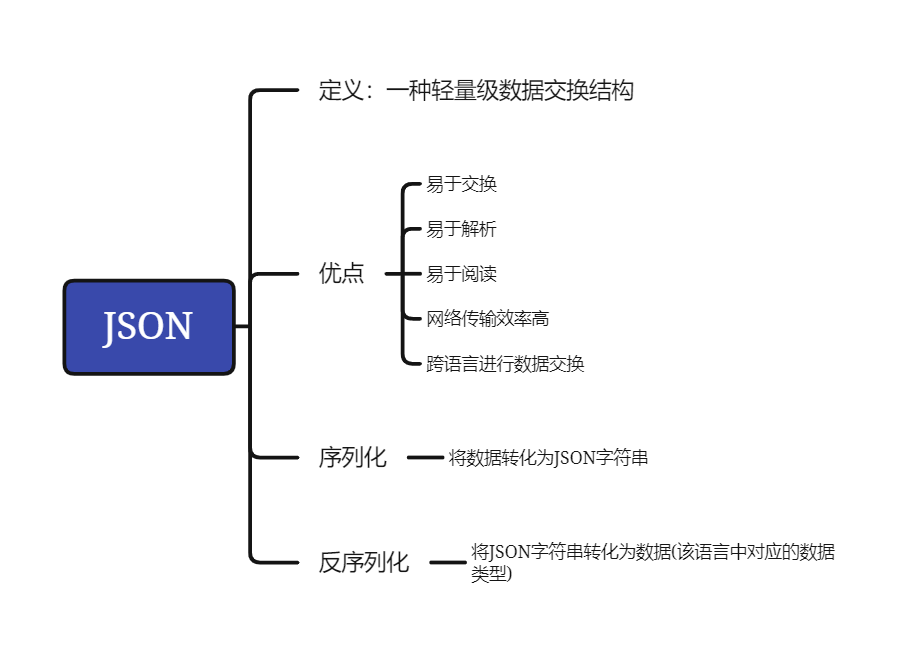 定义：一种轻量级数据交换结构
易于交换
易于解析
优点
易于阅读
JSON
网络传输效率高
跨语言进行数据交换
序列化
将数据转化为JSON字符串
反序列化
将JSON字符串转化为数据(该语言中对应的数据
类型)